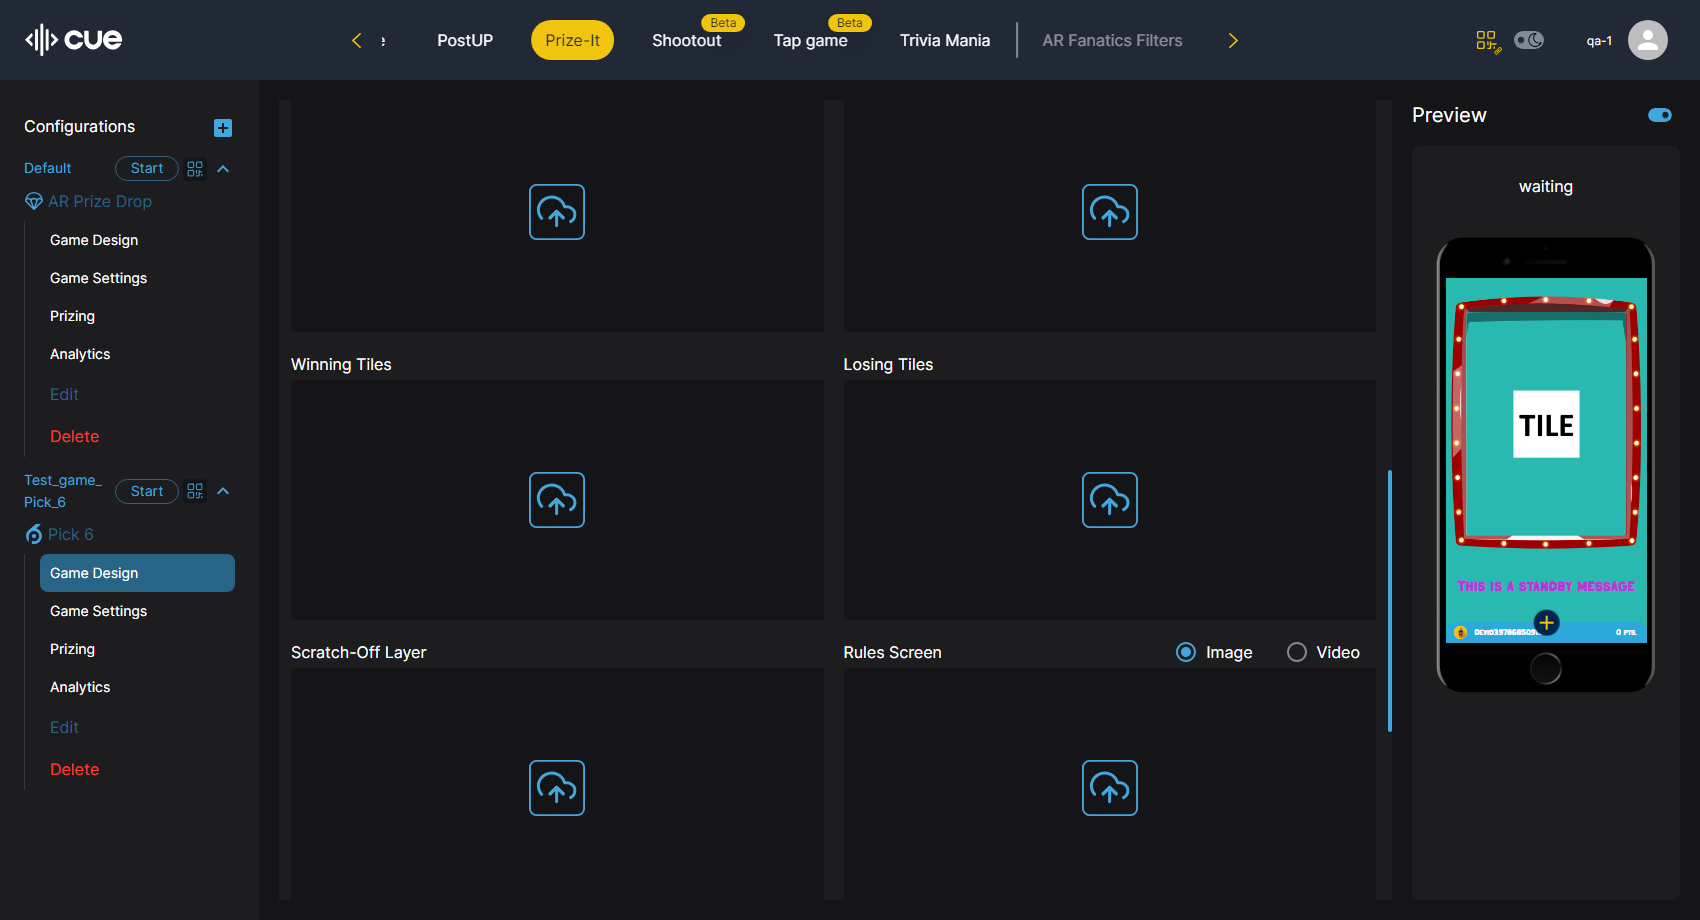 cue
e
PostUP
Prize-It
Beta
Shootout
Beta
Tap game
Trivia Mania
AR Fanatics Filters
qa-1
Configurations
Default
Start
AR Prize Drop
Game Design
Game Settings
Prizing
Analytics
Edit
Delete
Test_game_
Pick_6
Start
Pick 6
Game Design
Game Settings
Prizing
Analytics
Edit
Delete
Winning Tiles
Losing Tiles
Scratch-Off Layer
Rules Screen
Image
Video
Preview
waiting
TILE
THIS IS A STANDBY MESSAGE
0 PTS.